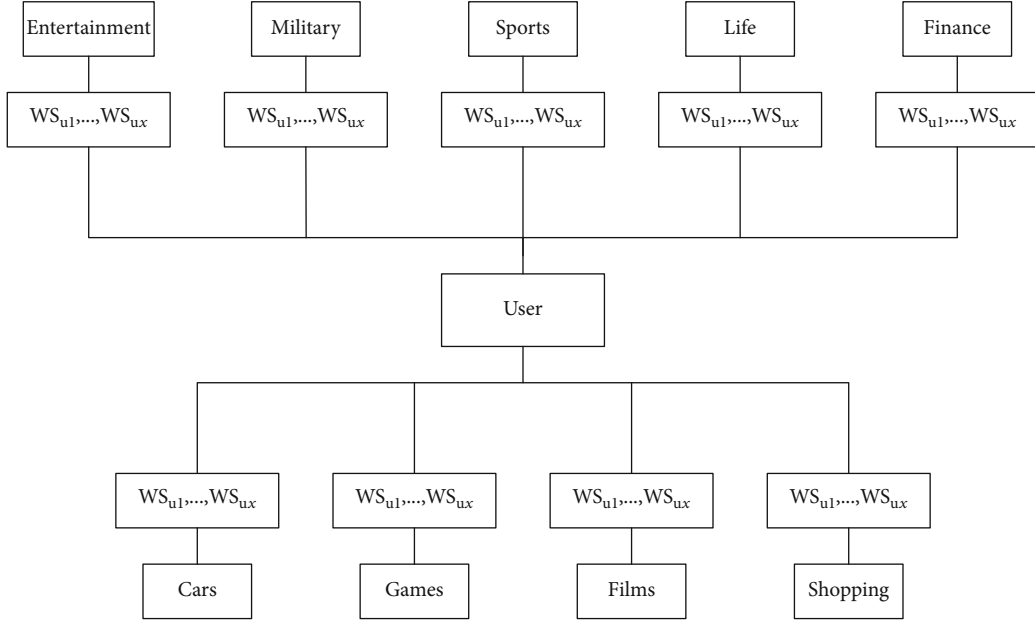 Entertainment
Military
Sports
Life
Finance
WSu1,...,WSux
WSu1,...,WSux
WSu1,...,WSux
WSu1,...,WSux
WSu1,...,WSux
User
WSu1,...,WSux
WSu1,...,WSux
WSu1,...,WSux
WSu1,...,WSux
Cars
Games
Films
Shopping